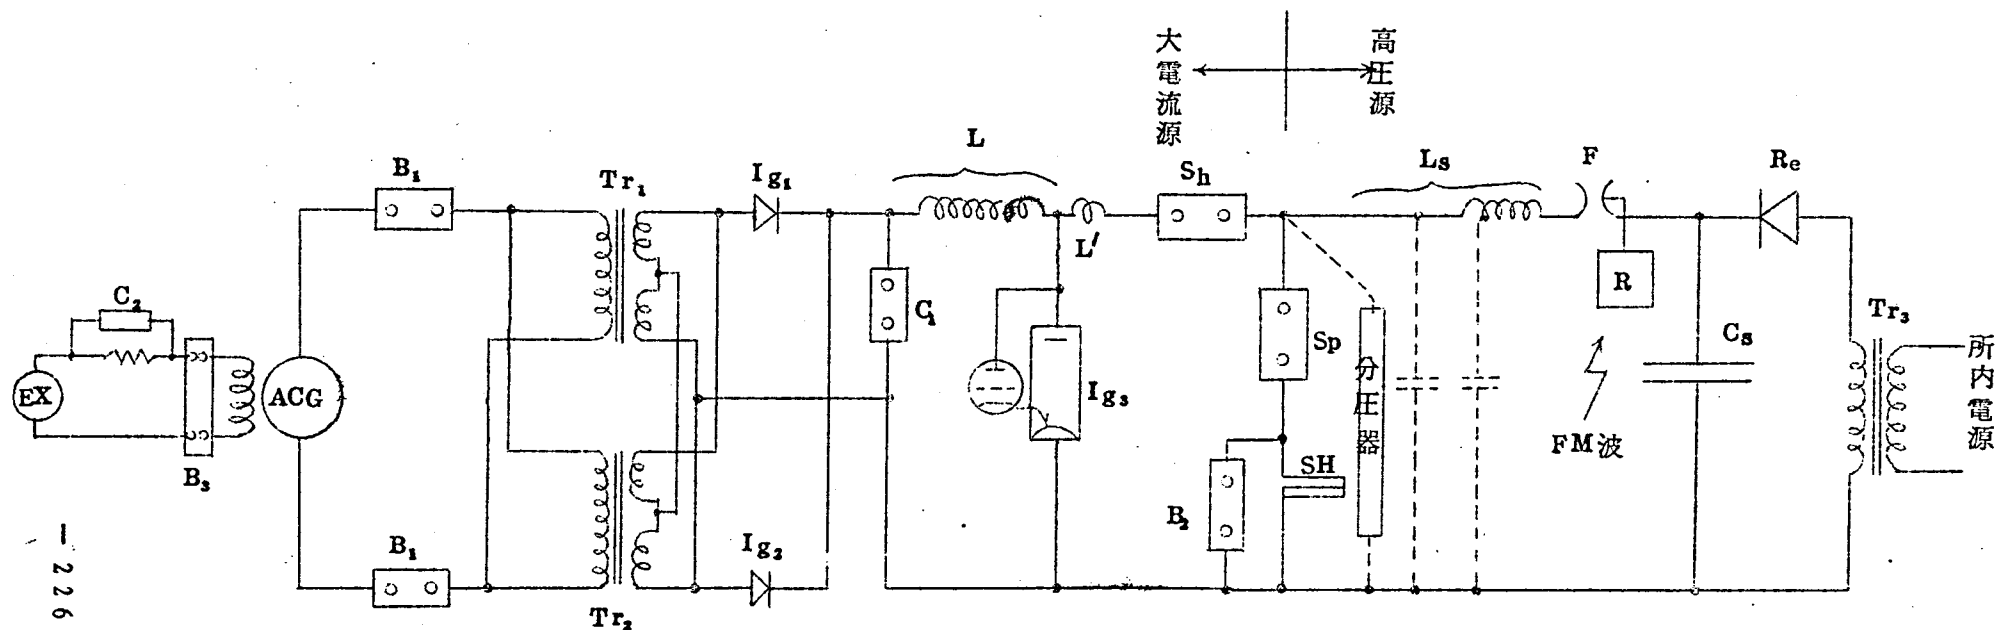 大電流源
高圧源
L
Ls
F
Re
B₁
Tr₁
Ig₁
Sh
L′
C₂
C₁
R
Tr₃
EX
ACG
Ig₃
Sp
分圧器
Cs
所内電源
FM波
B₃
SH
B₂
B₁
Ig₂
Tr₂
－226